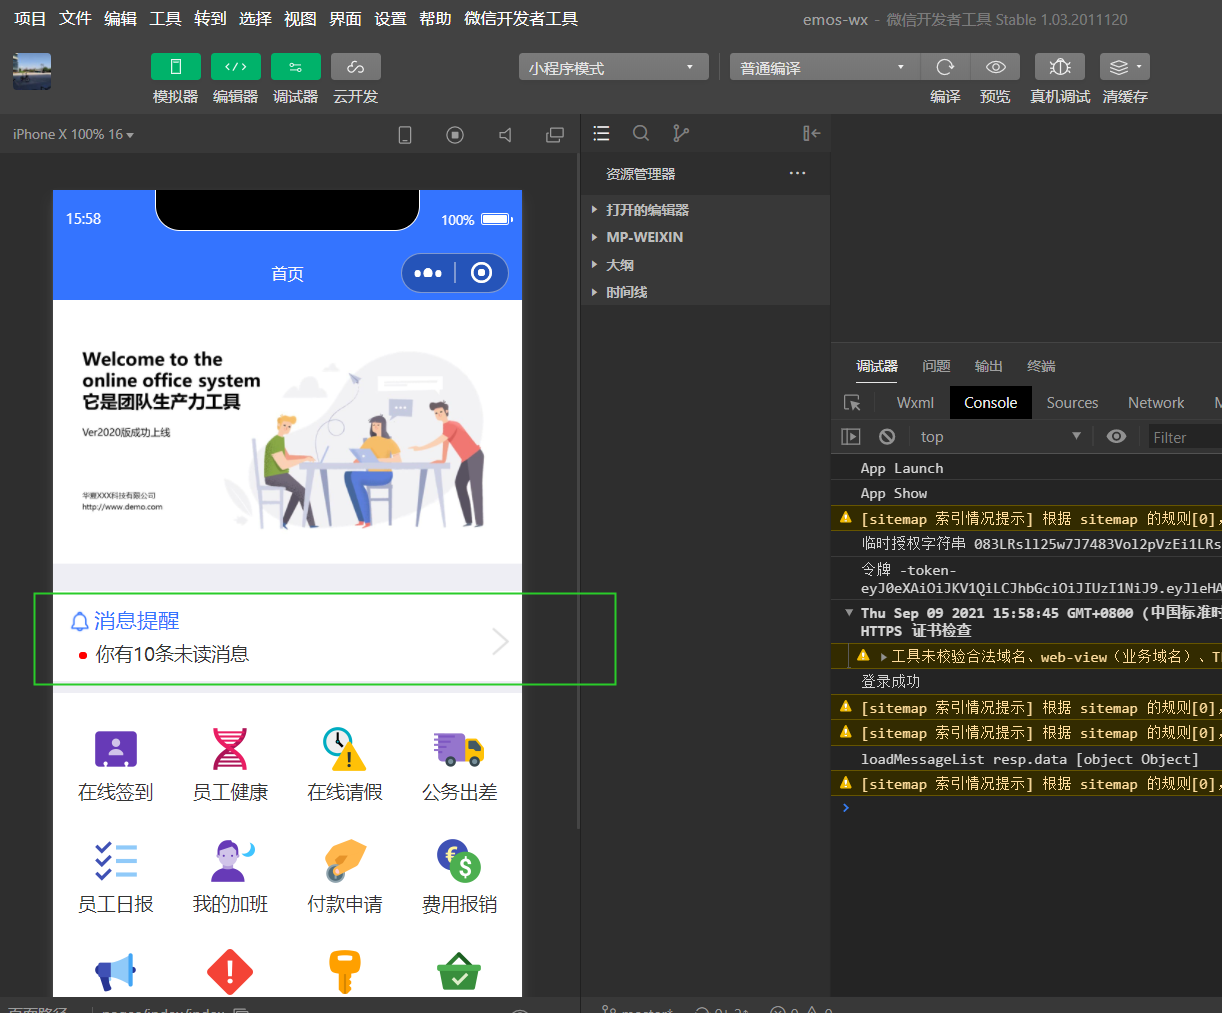 项目 文件 编辑 工具 转到 选择 视图 界面 设置 帮助 微信开发者工具
emos-wx - 微信开发者工具 Stable 1.03.2011120
小程序模式
普通编译
模拟器 编辑器 调试器 云开发
编译 预览 真机调试 清缓存
iPhone X 100% 16
15:58
100%
首页
Welcome to the
online office system
它是团队生产力工具
Ver2020版成功上线
华夏XXX科技有限公司
http://www.demo.com
消息提醒
你有10条未读消息
在线签到 员工健康 在线请假 公务出差
员工日报 我的加班 付款申请 费用报销
资源管理器
打开的编辑器
MP-WEIXIN
大纲
时间线
调试器 问题 输出 终端
Wxml Console Sources Network
top
Filter
App Launch
App Show
[sitemap 索引情况提示] 根据 sitemap 的规则[0]，
临时授权字符串 083LRsll25w7J7483Vol2pVzEi1LRs
令牌 -token-
eyJ0eXAiOiJKV1QiLCJhbGciOiJIUzI1NiJ9.eyJleHA
Thu Sep 09 2021 15:58:45 GMT+0800 (中国标准时
HTTPS 证书检查
工具未校验合法域名、web-view（业务域名）、Tl
登录成功
[sitemap 索引情况提示] 根据 sitemap 的规则[0]，
[sitemap 索引情况提示] 根据 sitemap 的规则[0]，
loadMessageList resp.data [object Object]
[sitemap 索引情况提示] 根据 sitemap 的规则[0]，